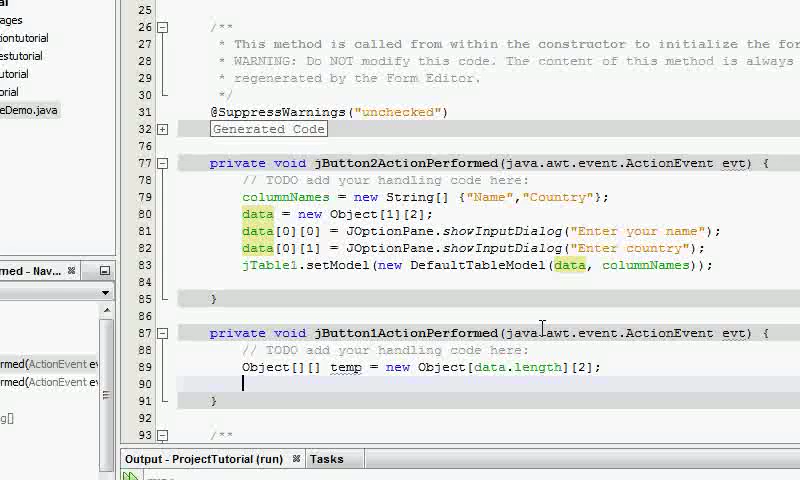 al
25
ages
26 /**
tiontutorial
27 * This method is called from within the constructor to initialize the for
estutorial
28 * WARNING: Do NOT modify this code. The content of this method is always
utorial
29 * regenerated by the Form Editor.
orial
30 */
eDemo.java
31 @SuppressWarnings("unchecked")
32 Generated Code
76
77 private void jButton2ActionPerformed(java.awt.event.ActionEvent evt) {
78 // TODO add your handling code here:
79 columnNames = new String[] {"Name","Country"};
80 data = new Object[1][2];
81 data[0][0] = JOptionPane.showInputDialog("Enter your name");
82 data[0][1] = JOptionPane.showInputDialog("Enter country");
83 jTable1.setModel(new DefaultTableModel(data, columnNames));
84
85 }
86
87 private void jButton1ActionPerformed(java.awt.event.ActionEvent evt) {
88 // TODO add your handling code here:
89 Object[][] temp = new Object[data.length][2];
90
91 }
92
93 /**
rmed - Nav...
rmed(ActionEvent ev
rmed(ActionEvent ev
g[]
Output - ProjectTutorial (run) Tasks